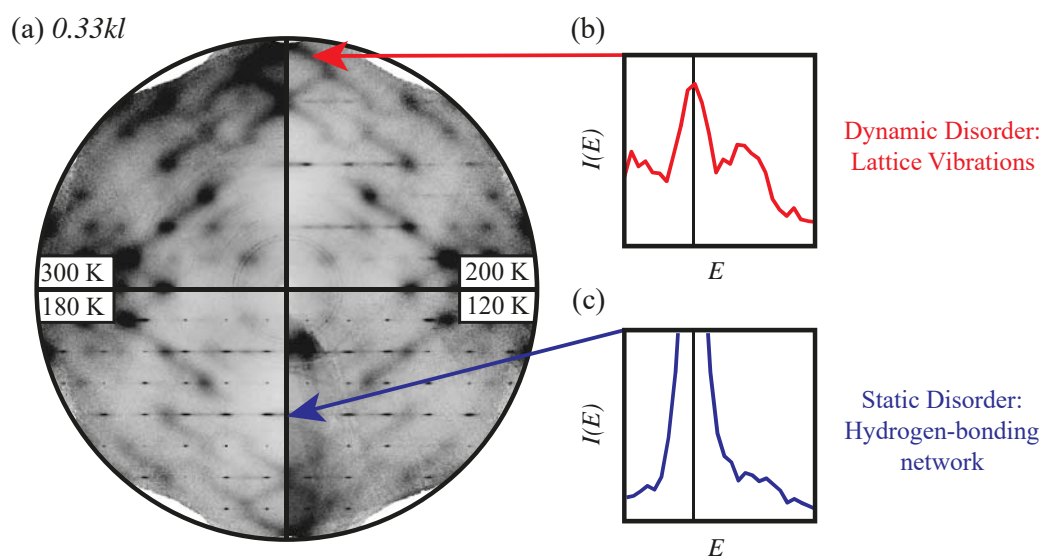 (a) 0.33kl
300 K
200 K
180 K
120 K
(b)
I(E)
E
Dynamic Disorder:
Lattice Vibrations
(c)
I(E)
E
Static Disorder:
Hydrogen-bonding
network